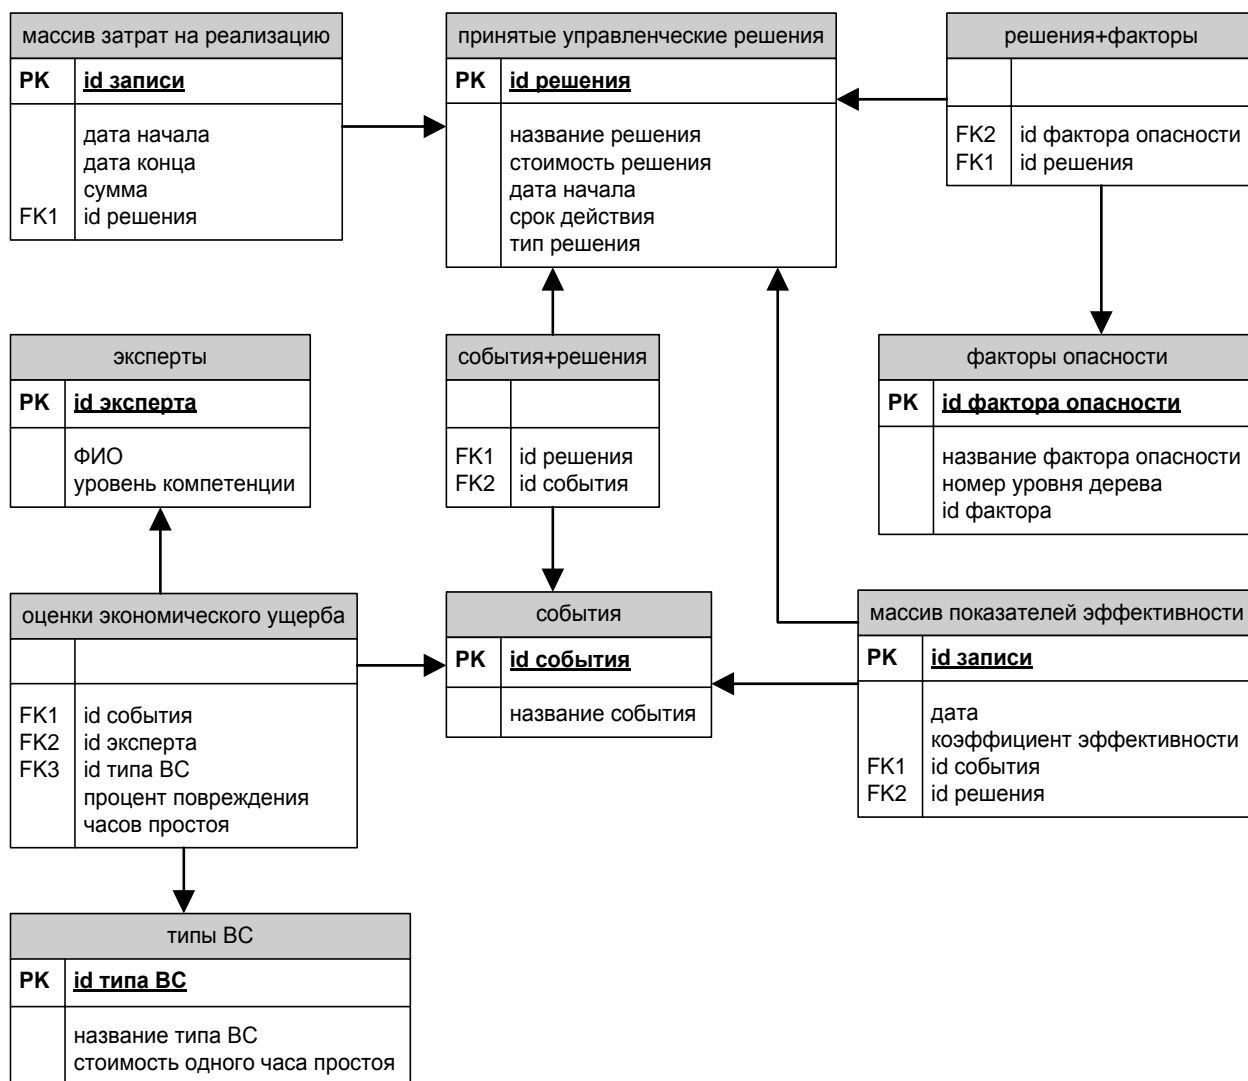 массив затрат на реализацию
PK id записи
дата начала
дата конца
сумма
FK1 id решения
принятые управленческие решения
PK id решения
название решения
стоимость решения
дата начала
срок действия
тип решения
решения+факторы
FK2 id фактора опасности
FK1 id решения
эксперты
PK id эксперта
ФИО
уровень компетенции
события+решения
FK1 id решения
FK2 id события
факторы опасности
PK id фактора опасности
название фактора опасности
номер уровня дерева
id фактора
оценки экономического ущерба
FK1 id события
FK2 id эксперта
FK3 id типа ВС
процент повреждения
часов простоя
события
PK id события
название события
массив показателей эффективности
PK id записи
дата
коэффициент эффективности
FK1 id события
FK2 id решения
типы ВС
PK id типа ВС
название типа ВС
стоимость одного часа простоя